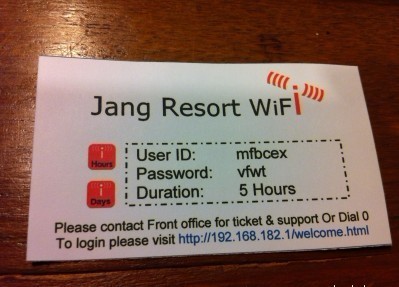 Jang Resort WiFi
i Hours
i Days
User ID: mfbcex
Password: vfwt
Duration: 5 Hours
Please contact Front office for ticket & support Or Dial 0
To login please visit http://192.168.182.1/welcome.html